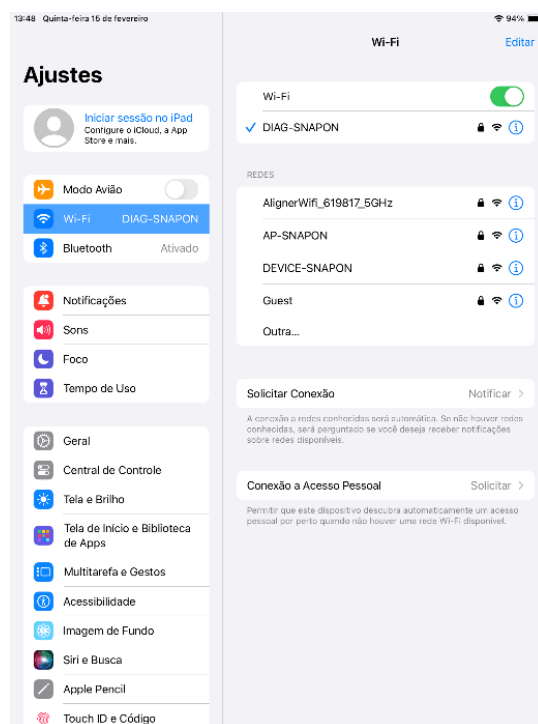 13:48 Quinta-feira 15 de fevereiro
94%
Ajustes
Iniciar sessão no iPad
Configure o iCloud, a App
Store e mais.
Modo Avião
Wi-Fi DIAG-SNAPON
Bluetooth Ativado
Notificações
Sons
Foco
Tempo de Uso
Geral
Central de Controle
Tela e Brilho
Tela de Início e Biblioteca
de Apps
Multitarefa e Gestos
Acessibilidade
Imagem de Fundo
Siri e Busca
Apple Pencil
Touch ID e Código
Wi-Fi
Editar
Wi-Fi
DIAG-SNAPON
REDES
AlignerWifi_619817_5GHz
AP-SNAPON
DEVICE-SNAPON
Guest
Outra...
Solicitar Conexão Notificar
A conexão a redes conhecidas será automática. Se não houver redes
conhecidas, será perguntado se você deseja receber notificações
sobre redes disponíveis.
Conexão a Acesso Pessoal Solicitar
Permitir que este dispositivo descubra automaticamente um acesso
pessoal por perto quando não houver uma rede Wi-Fi disponível.